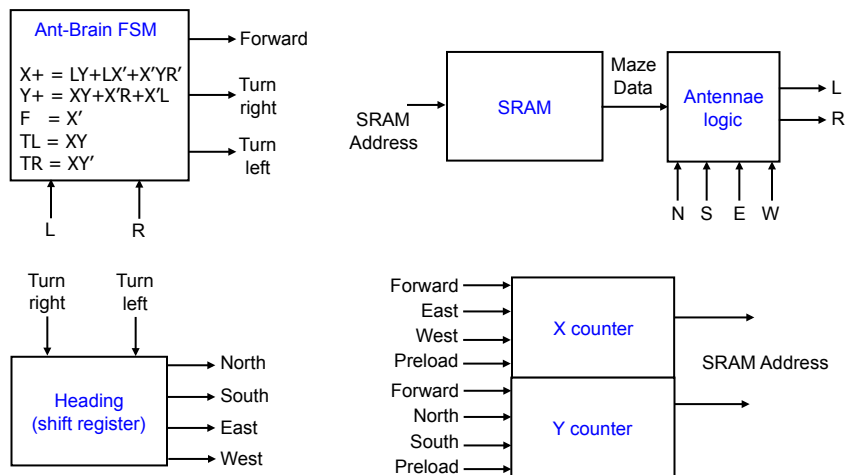 Ant-Brain FSM
X+ = LY+LX′+X′YR′
Y+ = XY+X′R+X′L
F = X′
TL = XY
TR = XY′
Forward
Turn
right
Turn
left
L
R
SRAM
Address
SRAM
Maze
Data
Antennae
logic
L
R
N S E W
Turn
right
Turn
left
Heading
(shift register)
North
South
East
West
Forward
East
West
Preload
X counter
SRAM Address
Forward
North
South
Preload
Y counter